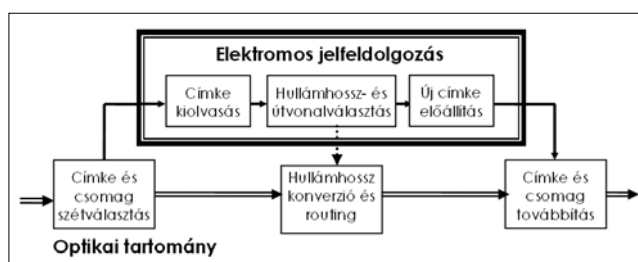 Elektromos jelfeldolgozás
Címke
kiolvasás
Hullámhossz- és
útvonalválasztás
Új címke
előállítás
Címke és
csomag
szétválasztás
Hullámhossz
konverzió és
routing
Címke és
csomag
továbbítás
Optikai tartomány